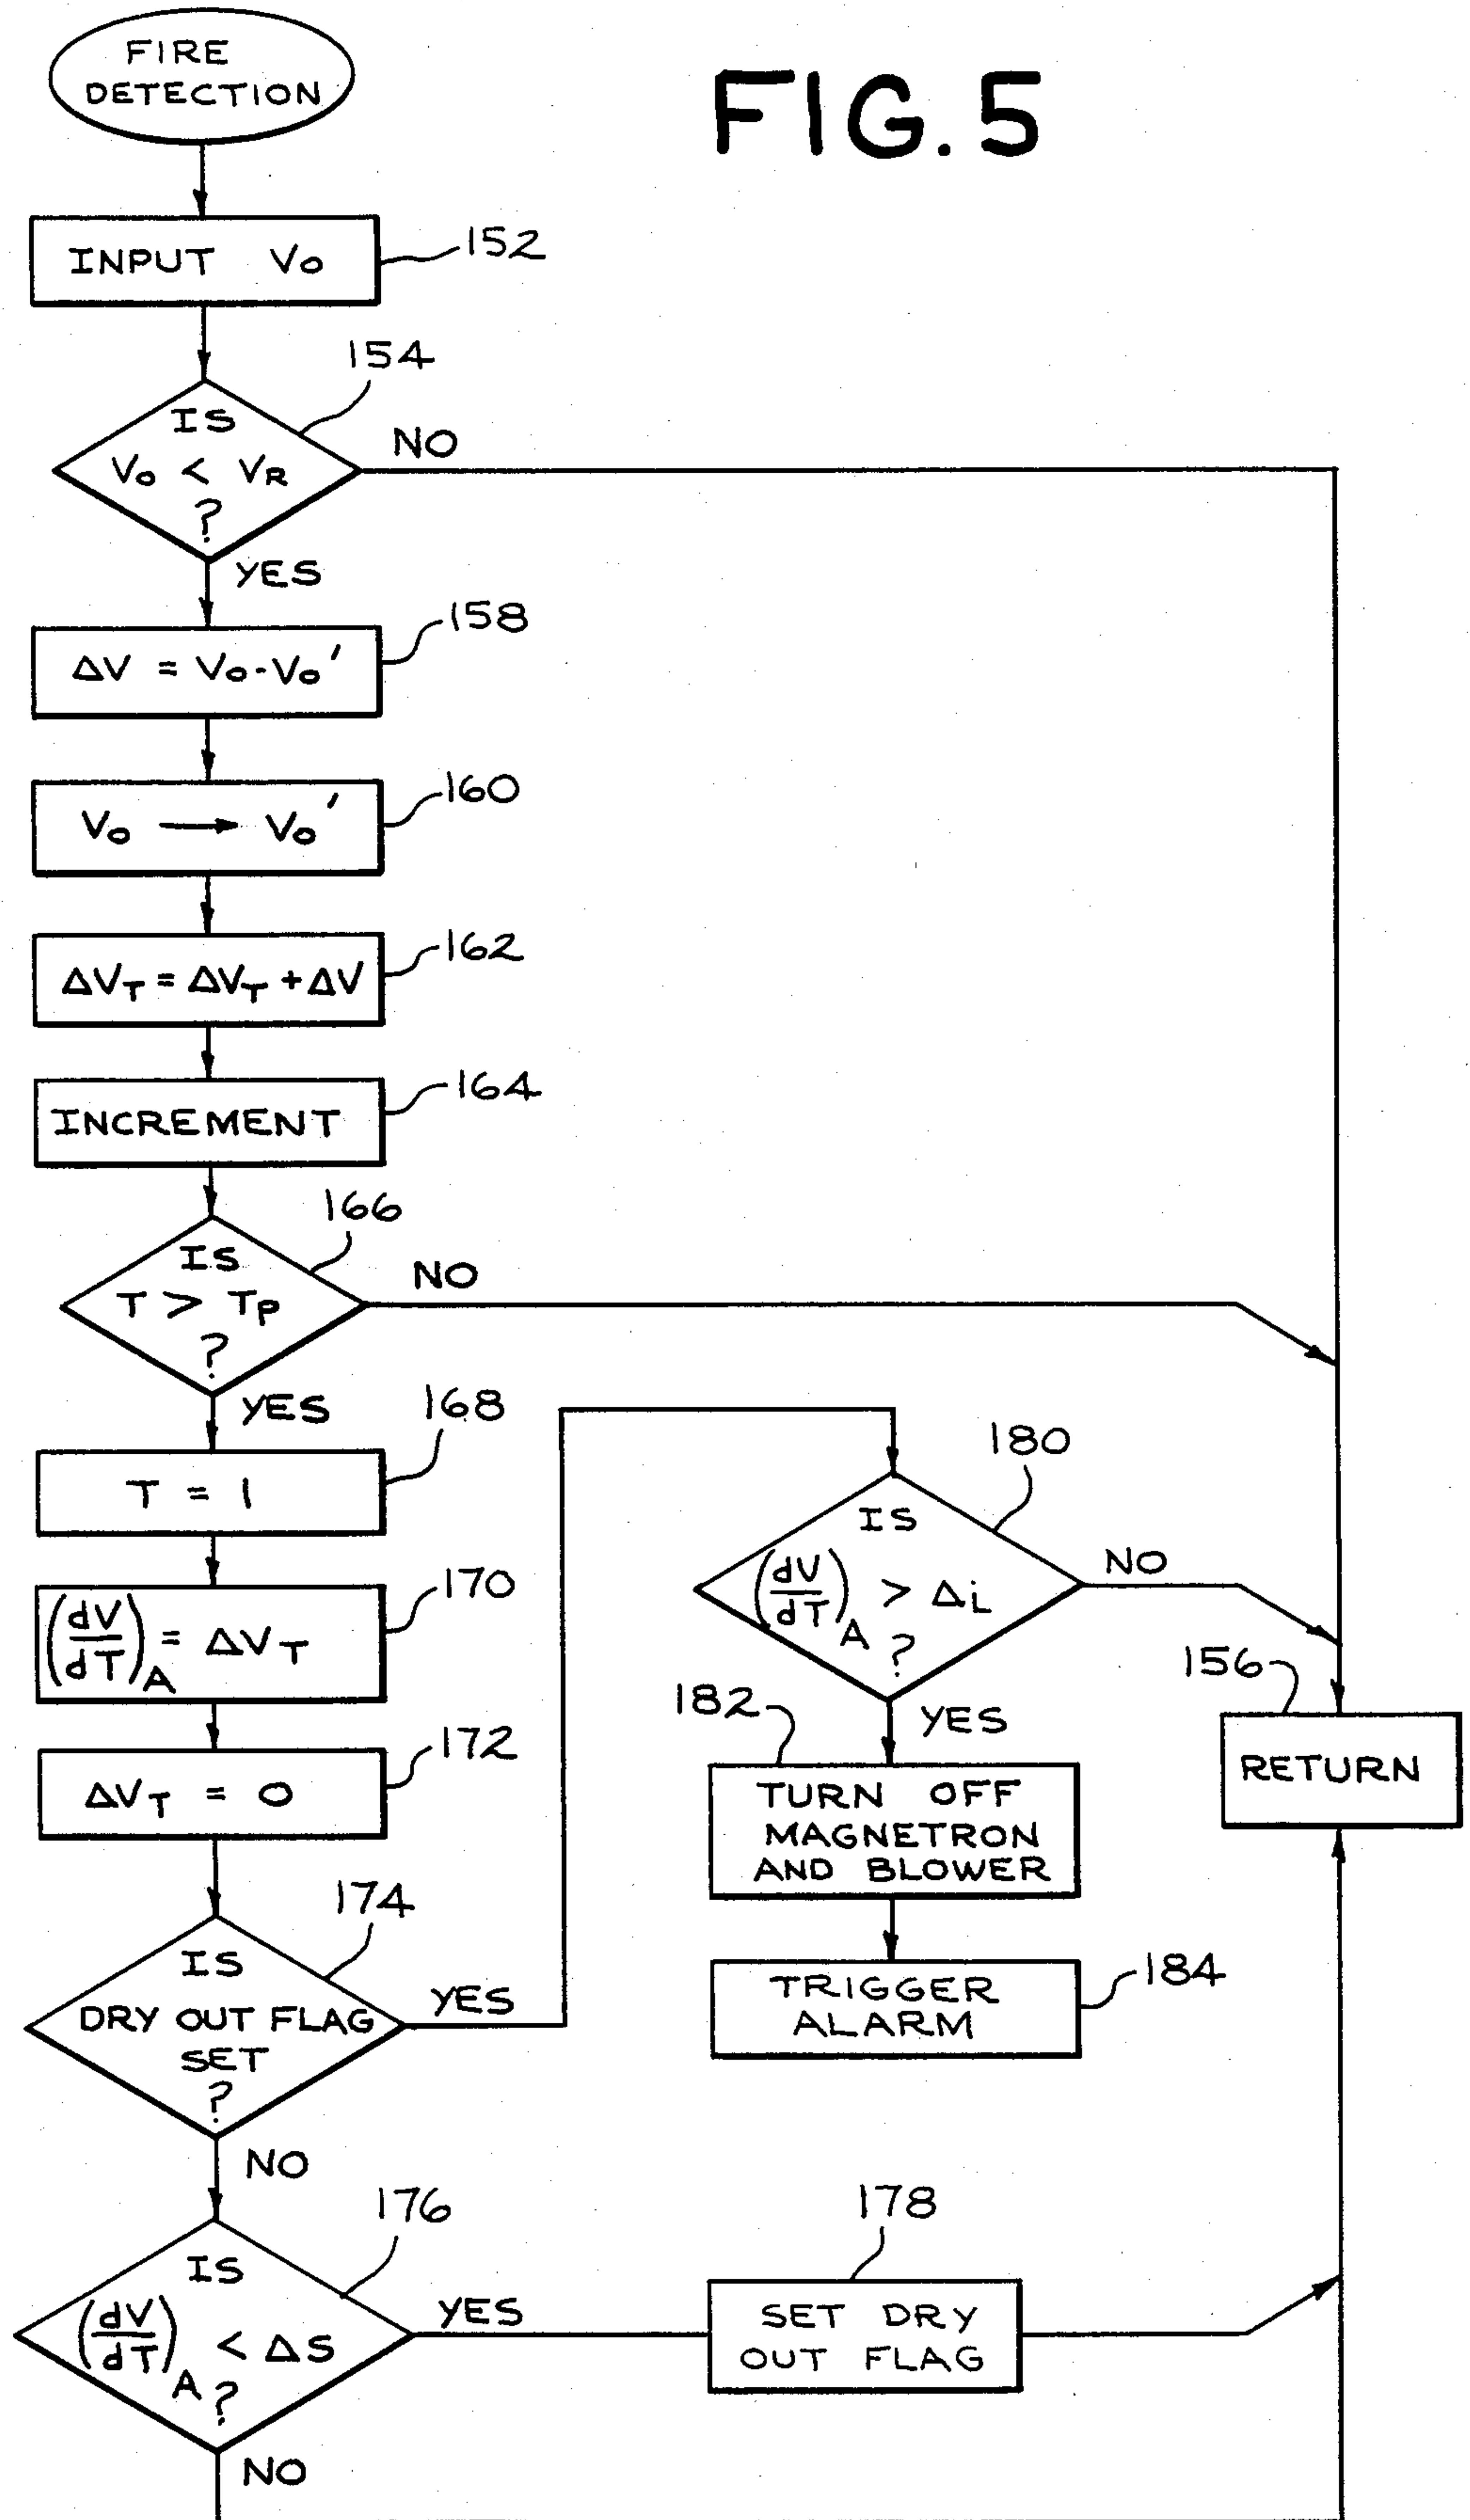 FIG. 5
FIRE
DETECTION
INPUT Vo
152
154
IS
Vo < VR
?
NO
YES
158
ΔV = Vo - Vo'
160
Vo → Vo'
162
ΔVT = ΔVT + ΔV
164
INCREMENT
166
IS
T > Tp
?
NO
YES
168
T = 1
170
(dV/dT)A = ΔVT
172
ΔVT = 0
174
IS
DRY OUT FLAG
SET
?
YES
NO
176
IS
(dV/dT)A < ΔS
?
YES
NO
178
SET DRY
OUT FLAG
180
IS
(dV/dT)A > Δi
?
NO
YES
182
TURN OFF
MAGNETRON
AND BLOWER
184
TRIGGER
ALARM
156
RETURN